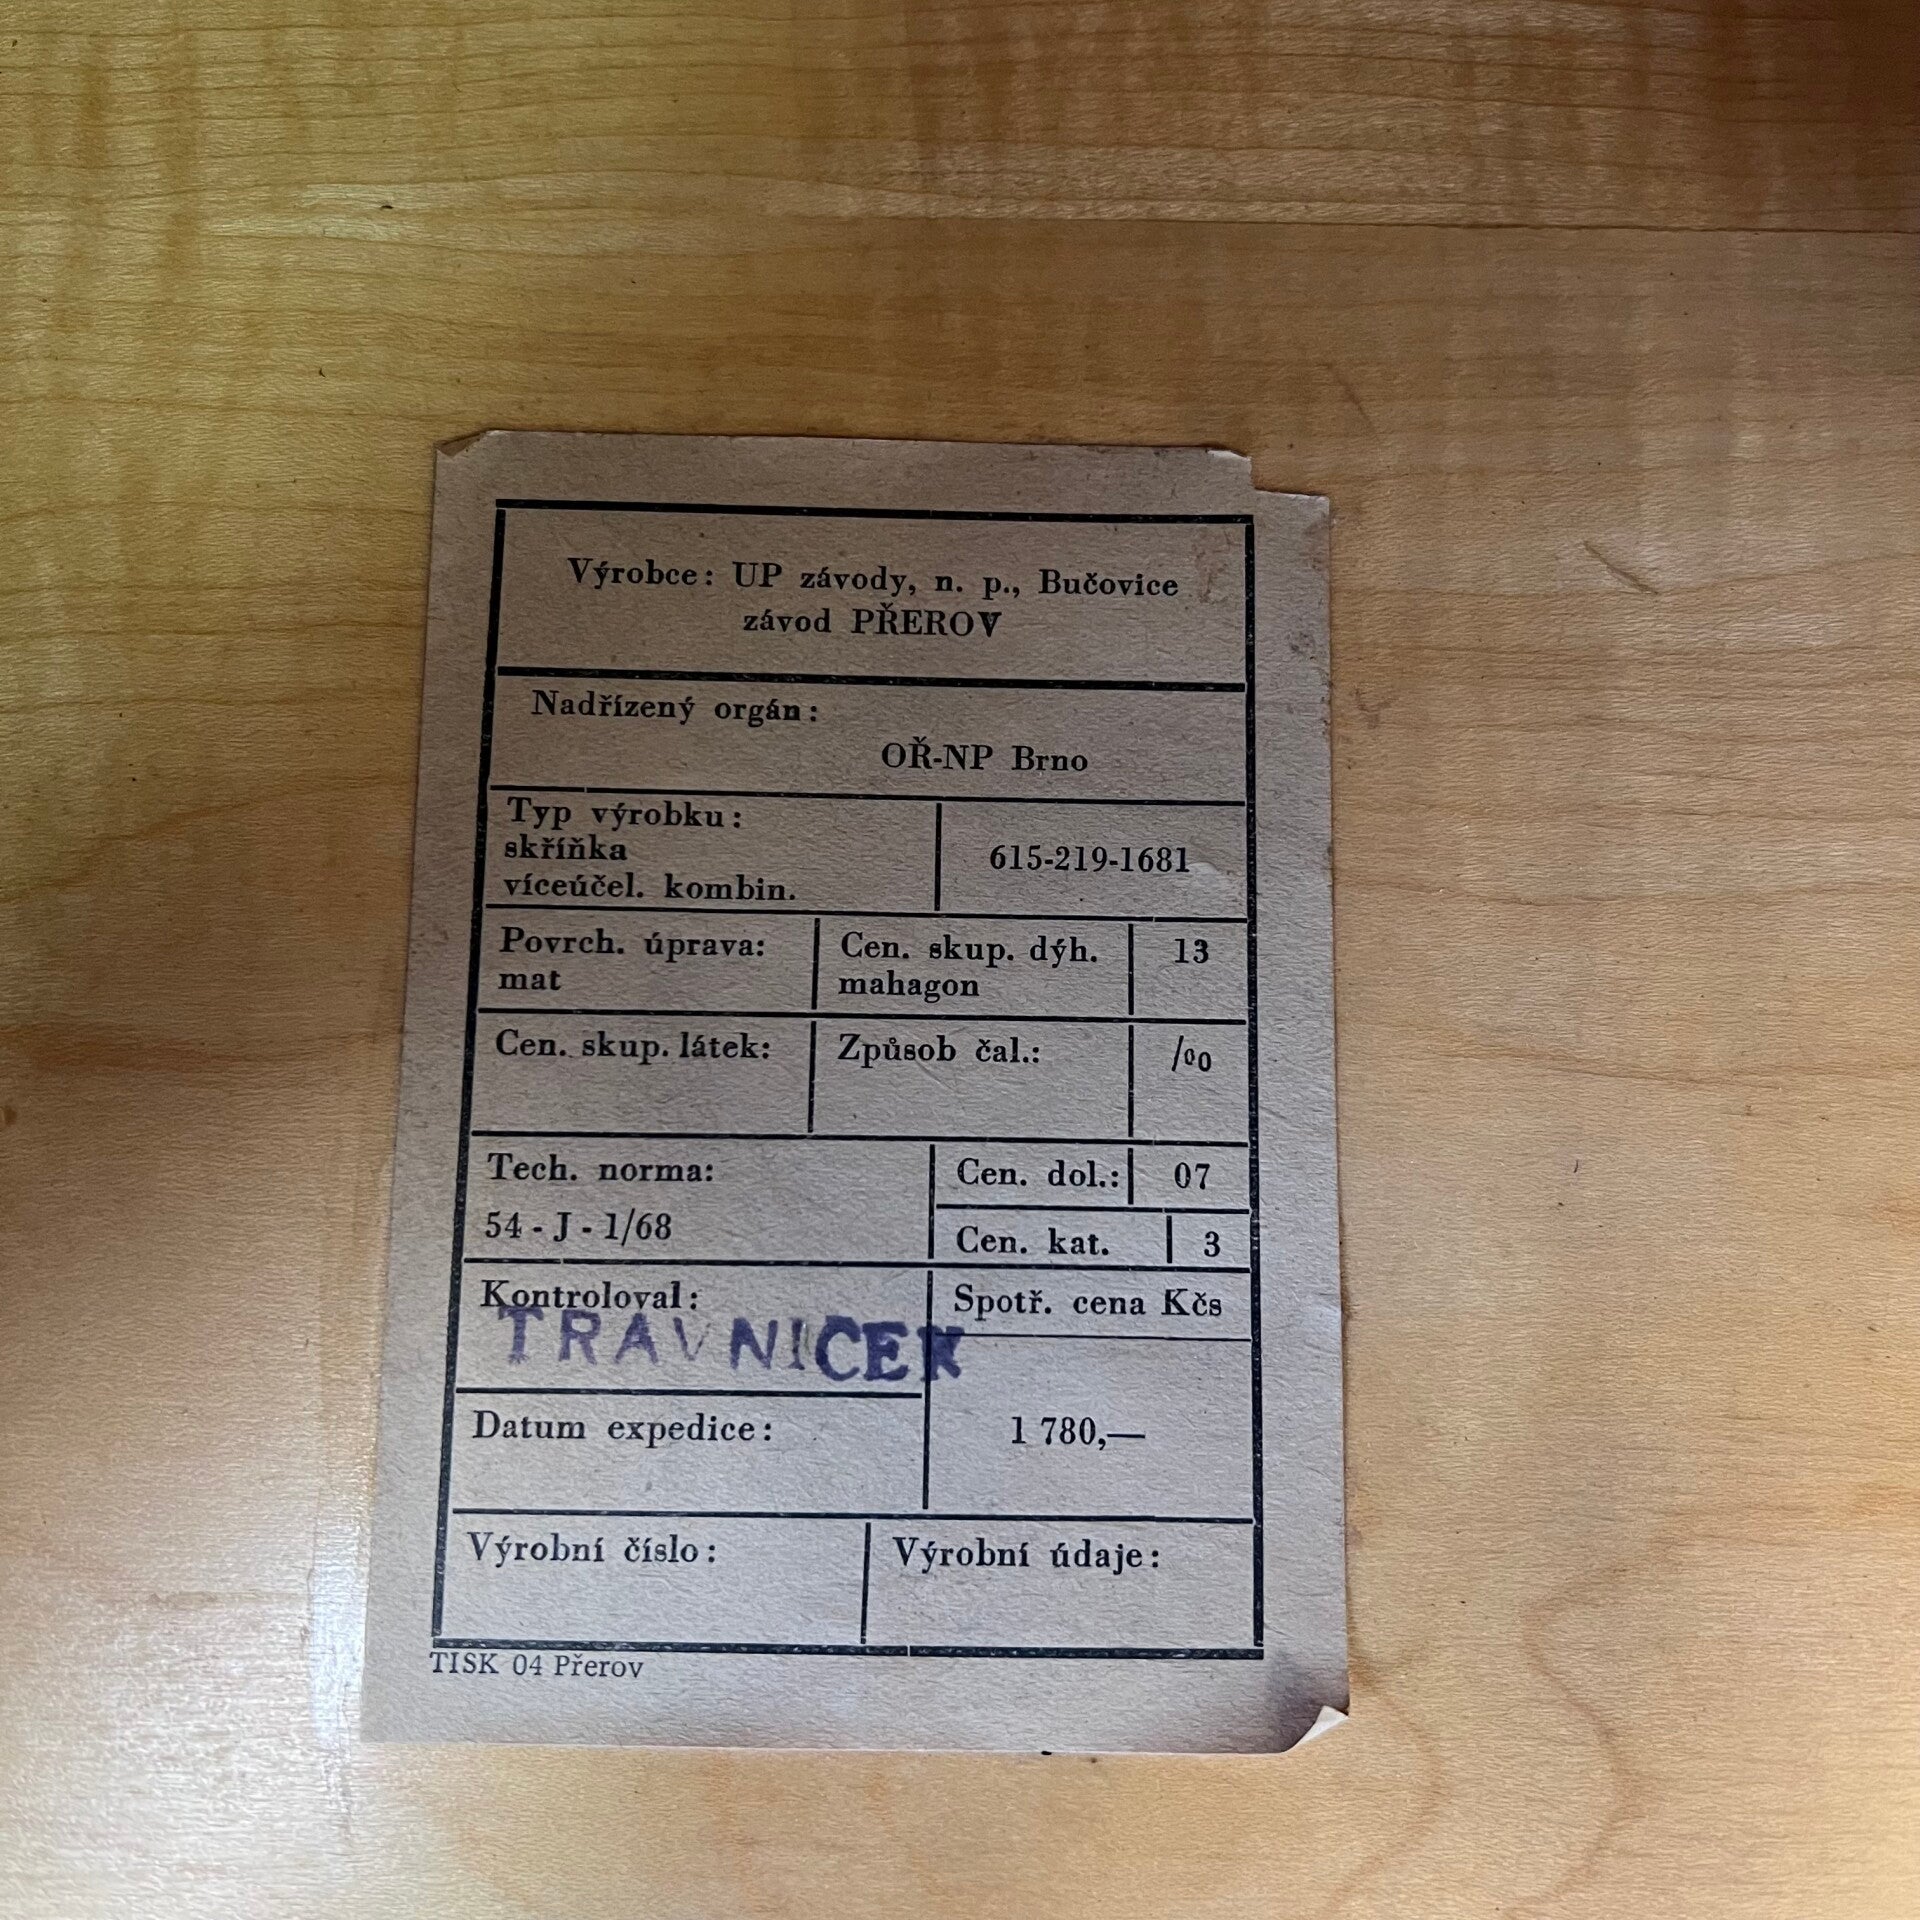 Výrobce: UP závody, n. p., Bučovice
závod PŘEROV
Nadřízený orgán:
OŘ-NP Brno
Typ výrobku:
skříňka
víceúčel. kombin.
615-219-1681
Povrch. úprava:
mat
Cen. skup. dýh.
mahagon
13
Cen. skup. látek:
Způsob čal.:
/00
Tech. norma:
54 - J - 1/68
Cen. dol.:
07
Cen. kat.
3
Kontroloval:
TRAVNICEK
Spotř. cena Kčs
1 780,—
Datum expedice:
Výrobní číslo:
Výrobní údaje:
TISK 04 Přerov